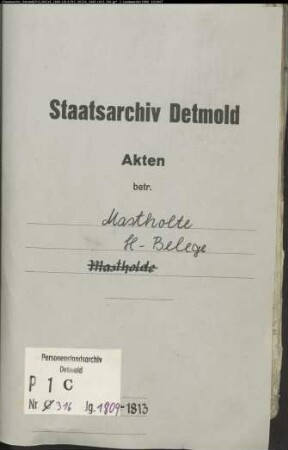 Staatsarchiv Detmold
Akten
betr.
Mastholte
H-Belege
Mastholde
Personenstandsarchiv
Detmold
P 1 C
Nr. 316 Jg. 1809-1813